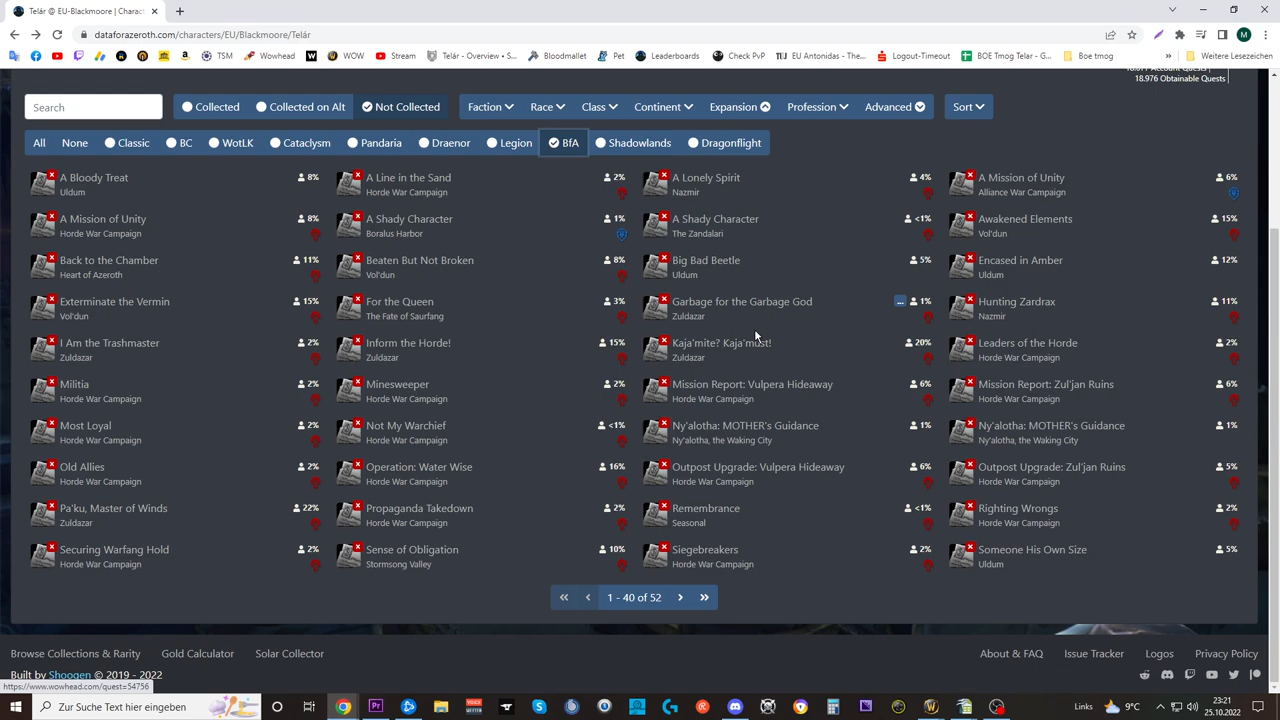 Telár @ EU-Blackmoore | Charact
dataforazeroth.com/characters/EU/Blackmoore/Telár
TSM Wowhead WOW Stream Telár - Overview - S... Bloodmallet Pet Leaderboards Check PvP EU Antonidas - The... Logout-Timeout BOE Tmog Telar - G... Boe tmog » Weitere Lesezeichen
18.976 Obtainable Quests
Search Collected Collected on Alt Not Collected Faction Race Class Continent Expansion Profession Advanced Sort
All None Classic BC WotLK Cataclysm Pandaria Draenor Legion BfA Shadowlands Dragonflight
A Bloody Treat 8% A Line in the Sand 2% A Lonely Spirit 4% A Mission of Unity 6%
Uldum Horde War Campaign Nazmir Alliance War Campaign
A Mission of Unity 8% A Shady Character 1% A Shady Character <1% Awakened Elements 15%
Horde War Campaign Boralus Harbor The Zandalari Vol'dun
Back to the Chamber 11% Beaten But Not Broken 8% Big Bad Beetle 5% Encased in Amber 12%
Heart of Azeroth Vol'dun Uldum Uldum
Exterminate the Vermin 15% For the Queen 3% Garbage for the Garbage God ... 1% Hunting Zardrax 11%
Vol'dun The Fate of Saurfang Zuldazar Nazmir
I Am the Trashmaster 2% Inform the Horde! 15% Kaja'mite? Kaja'must! 20% Leaders of the Horde 2%
Zuldazar Zuldazar Zuldazar Horde War Campaign
Militia 2% Minesweeper 2% Mission Report: Vulpera Hideaway 6% Mission Report: Zul'jan Ruins 6%
Horde War Campaign Horde War Campaign Horde War Campaign Horde War Campaign
Most Loyal 2% Not My Warchief <1% Ny'alotha: MOTHER's Guidance 1% Ny'alotha: MOTHER's Guidance 1%
Horde War Campaign Horde War Campaign Ny'alotha, the Waking City Ny'alotha, the Waking City
Old Allies 2% Operation: Water Wise 16% Outpost Upgrade: Vulpera Hideaway 6% Outpost Upgrade: Zul'jan Ruins 5%
Horde War Campaign Horde War Campaign Horde War Campaign Horde War Campaign
Pa'ku, Master of Winds 22% Propaganda Takedown 2% Remembrance <1% Righting Wrongs 2%
Zuldazar Horde War Campaign Seasonal Horde War Campaign
Securing Warfang Hold 2% Sense of Obligation 10% Siegebreakers 2% Someone His Own Size 5%
Horde War Campaign Stormsong Valley Horde War Campaign Uldum
« ‹ 1 - 40 of 52 › »
Browse Collections & Rarity Gold Calculator Solar Collector About & FAQ Issue Tracker Logos Privacy Policy
Built by Shoogen © 2019 - 2022
https://www.wowhead.com/quest=54756
Zur Suche Text hier eingeben Links 9°C 23:21
25.10.2022